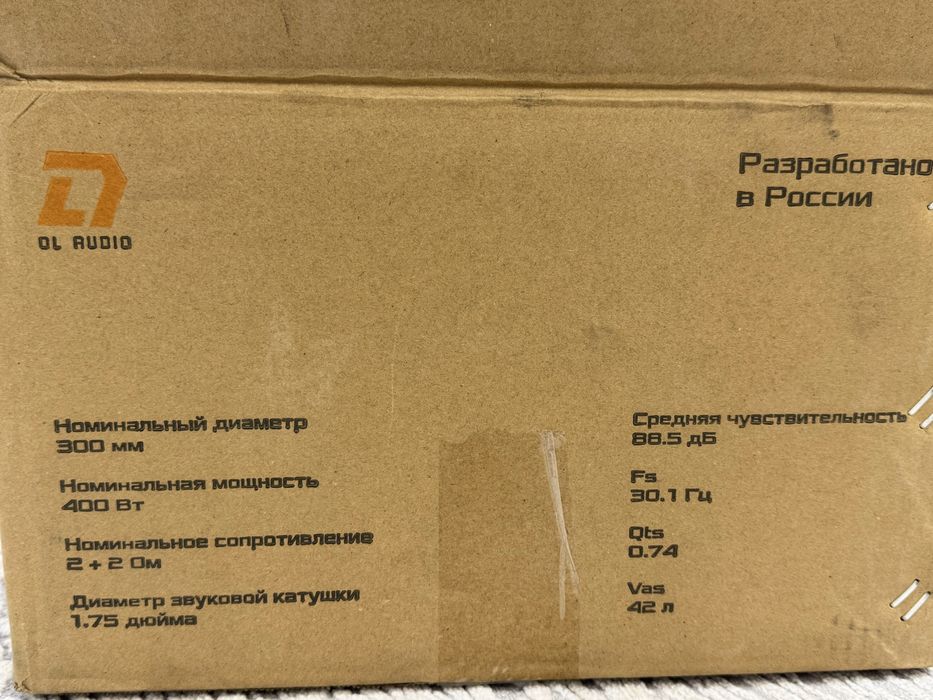 DL AUDIO
Разработано
в России
Номинальный диаметр
300 мм
Номинальная мощность
400 Вт
Номинальное сопротивление
2 + 2 Ом
Диаметр звуковой катушки
1.75 дюйма
Средняя чувствительность
88.5 дБ
Fs
30.1 Гц
Qts
0.74
Vas
42 л